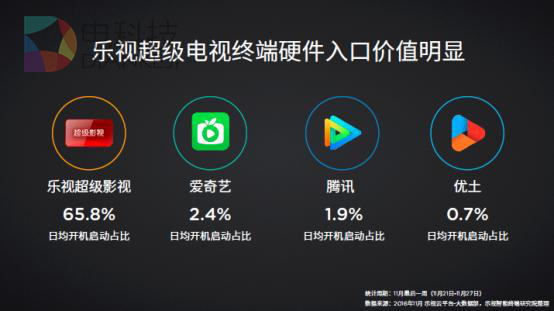 电科技
乐视超级电视终端硬件入口价值明显
超级影视
乐视超级影视
65.8%
日均开机启动占比
爱奇艺
2.4%
日均开机启动占比
腾讯
1.9%
日均开机启动占比
优土
0.7%
日均开机启动占比
统计周期:11月最后一周(11月21日-11月27日)
数据来源:2016年11月 乐视云平台-大数据部,乐视智能终端研究院整理